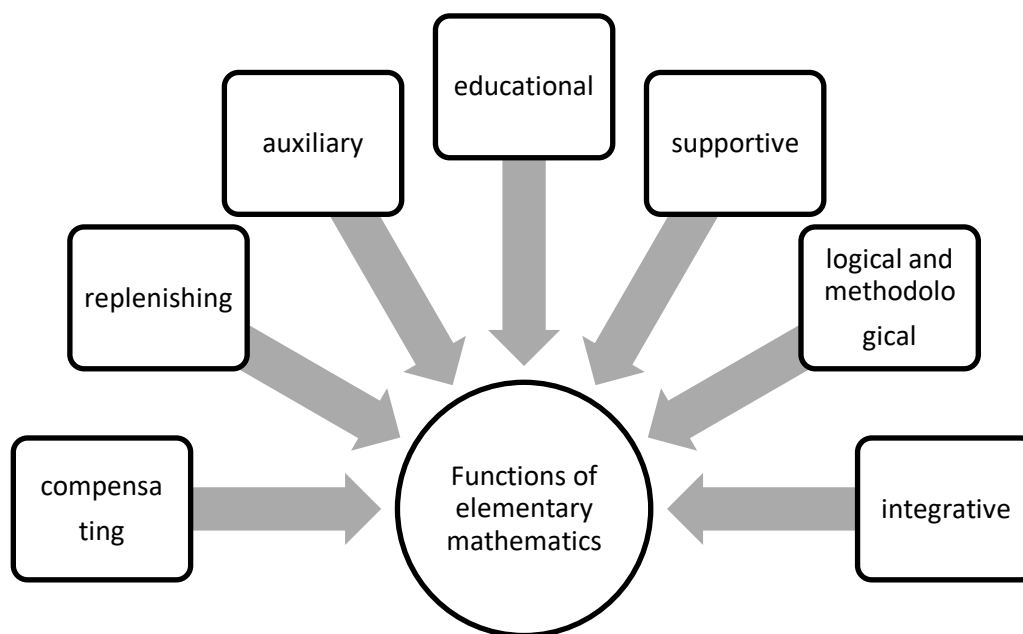 educational
auxiliary
supportive
replenishing
logical and
methodolo
gical
compensa
ting
Functions of
elementary
mathematics
integrative